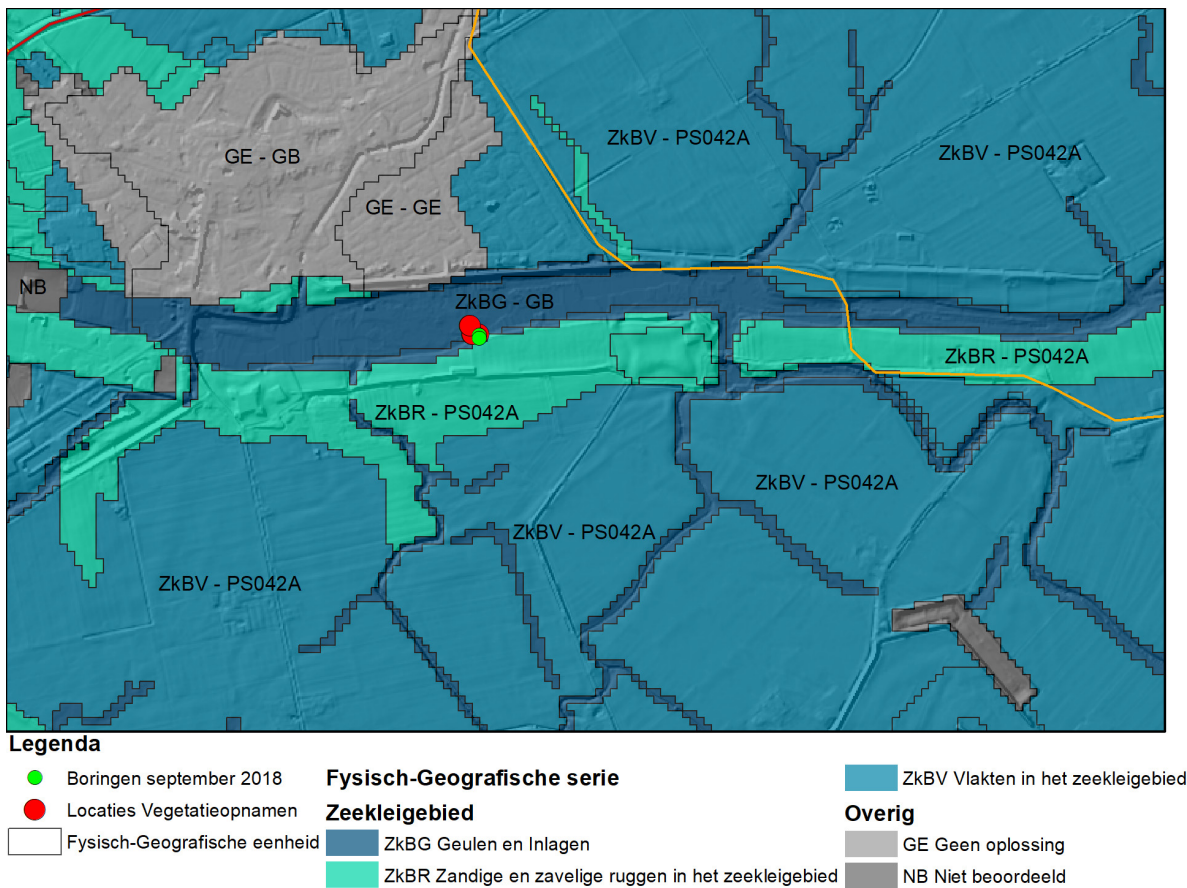 ZkBV - PS042A
ZkBV - PS042A
GE - GB
GE - GE
NB
ZkBG - GB
ZkBR - PS042A
ZkBR - PS042A
ZkBV - PS042A
ZkBV - PS042A
ZkBV - PS042A
Legenda
Boringen september 2018
Locaties Vegetatieopnamen
Fysisch-Geografische eenheid
Fysisch-Geografische serie
Zeekleigebied
ZkBG Geulen en Inlagen
ZkBR Zandige en zavelige ruggen in het zeekleigebied
ZkBV Vlakten in het zeekleigebied
Overig
GE Geen oplossing
NB Niet beoordeeld